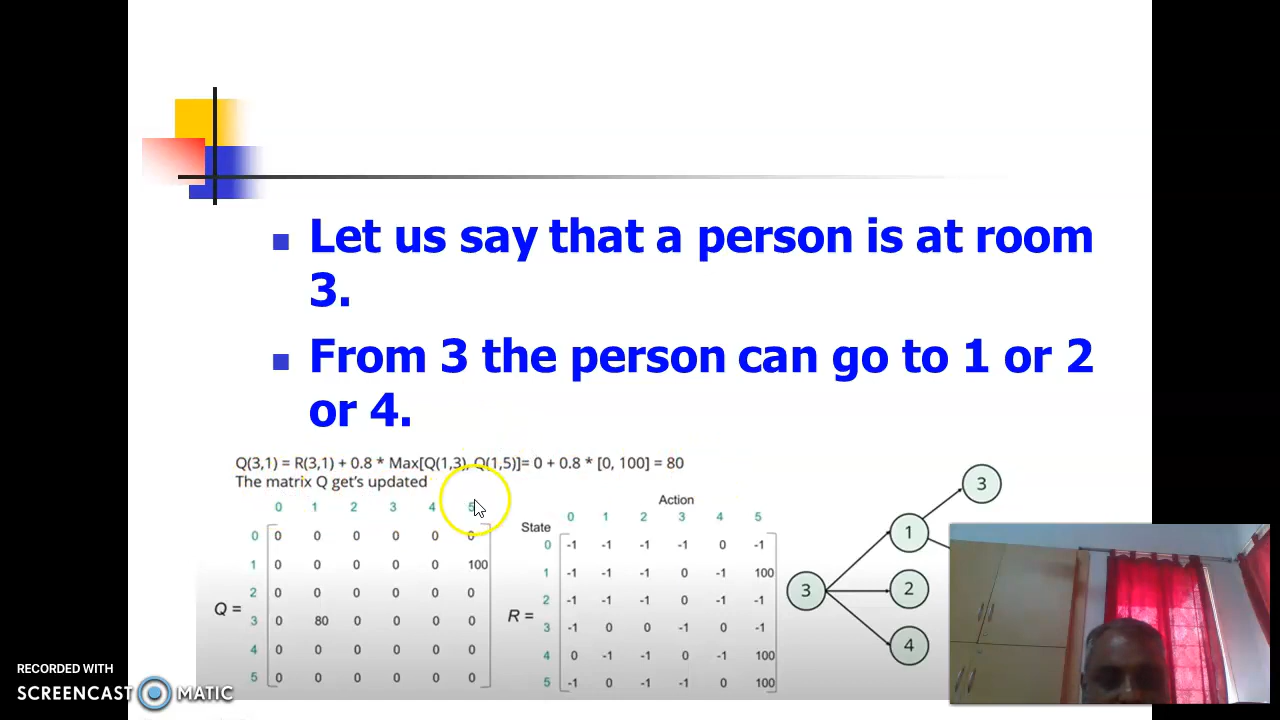 Let us say that a person is at room
3.
From 3 the person can go to 1 or 2
or 4.
Q(3,1) = R(3,1) + 0.8 * Max[Q(1,3), Q(1,5)]= 0 + 0.8 * [0, 100] = 80
The matrix Q get's updated
0 1 2 3 4 5
0 0 0 0 0 0 0
1 0 0 0 0 0 100
2 0 0 0 0 0 0
Q =
3 0 80 0 0 0 0
4 0 0 0 0 0 0
5 0 0 0 0 0 0
Action
State 0 1 2 3 4 5
0 -1 -1 -1 -1 0 -1
1 -1 -1 -1 0 -1 100
2 -1 -1 -1 0 -1 -1
R =
3 -1 0 0 -1 0 -1
4 0 -1 -1 0 -1 100
5 -1 0 -1 -1 0 100
3
1
3 2
4
RECORDED WITH
SCREENCAST MATIC